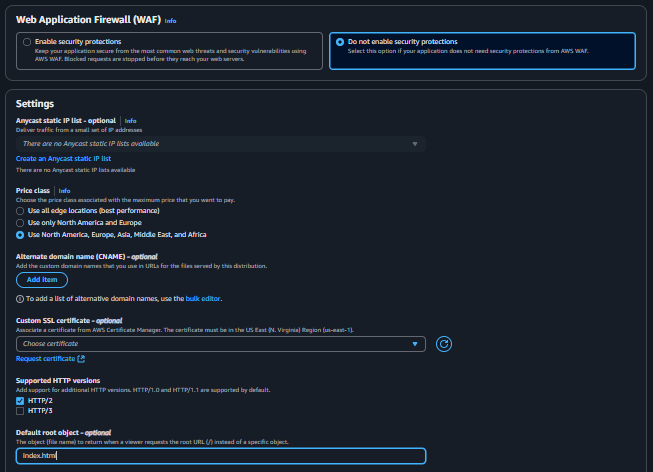 Web Application Firewall (WAF) Info
Enable security protections
Keep your application secure from the most common web threats and security vulnerabilities using
AWS WAF. Blocked requests are stopped before they reach your web servers.
Do not enable security protections
Select this option if your application does not need security protections from AWS WAF.
Settings
Anycast static IP list - optional Info
Deliver traffic from a small set of IP addresses
There are no Anycast static IP lists available
Create an Anycast static IP list
There are no Anycast static IP lists available
Price class Info
Choose the price class associated with the maximum price that you want to pay.
Use all edge locations (best performance)
Use only North America and Europe
Use North America, Europe, Asia, Middle East, and Africa
Alternate domain name (CNAME) - optional
Add the custom domain names that you use in URLs for the files served by this distribution.
Add item
To add a list of alternative domain names, use the bulk editor.
Custom SSL certificate - optional
Associate a certificate from AWS Certificate Manager. The certificate must be in the US East (N. Virginia) Region (us-east-1).
Choose certificate
Request certificate
Supported HTTP versions
Add support for additional HTTP versions. HTTP/1.0 and HTTP/1.1 are supported by default.
HTTP/2
HTTP/3
Default root object - optional
The object (file name) to return when a viewer requests the root URL (/) instead of a specific object.
index.html